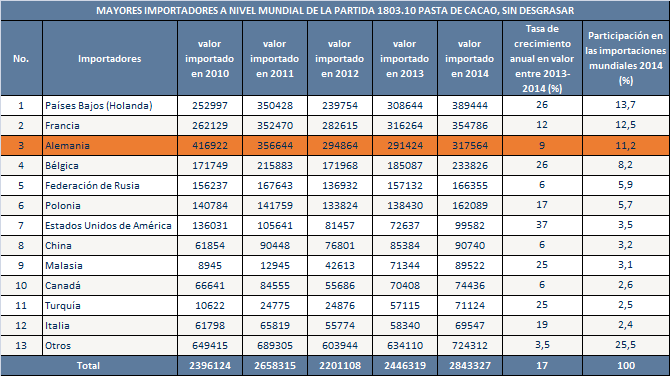 MAYORES IMPORTADORES A NIVEL MUNDIAL DE LA PARTIDA 1803.10 PASTA DE CACAO, SIN DESGRASAR
No. Importadores valor importado en 2010 valor importado en 2011 valor importado en 2012 valor importado en 2013 valor importado en 2014 Tasa de crecimiento anual en valor entre 2013-2014 (%) Participación en las importaciones mundiales 2014 (%)
1 Países Bajos (Holanda) 252997 350428 239754 308644 389444 26 13,7
2 Francia 262129 352470 282615 316264 354786 12 12,5
3 Alemania 416922 356644 294864 291424 317564 9 11,2
4 Bélgica 171749 215883 171968 185087 233826 26 8,2
5 Federación de Rusia 156237 167643 136932 157132 166355 6 5,9
6 Polonia 140784 141759 133824 138430 162089 17 5,7
7 Estados Unidos de América 136031 105641 81457 72637 99582 37 3,5
8 China 61854 90448 76801 85384 90740 6 3,2
9 Malasia 8945 12945 42613 71344 89522 25 3,1
10 Canadá 66641 84555 55686 70408 74436 6 2,6
11 Turquía 10622 24775 24876 57115 71124 25 2,5
12 Italia 61798 65819 55774 58340 69547 19 2,4
13 Otros 649415 689305 603944 634110 724312 3,5 25,5
Total 2396124 2658315 2201108 2446319 2843327 17 100